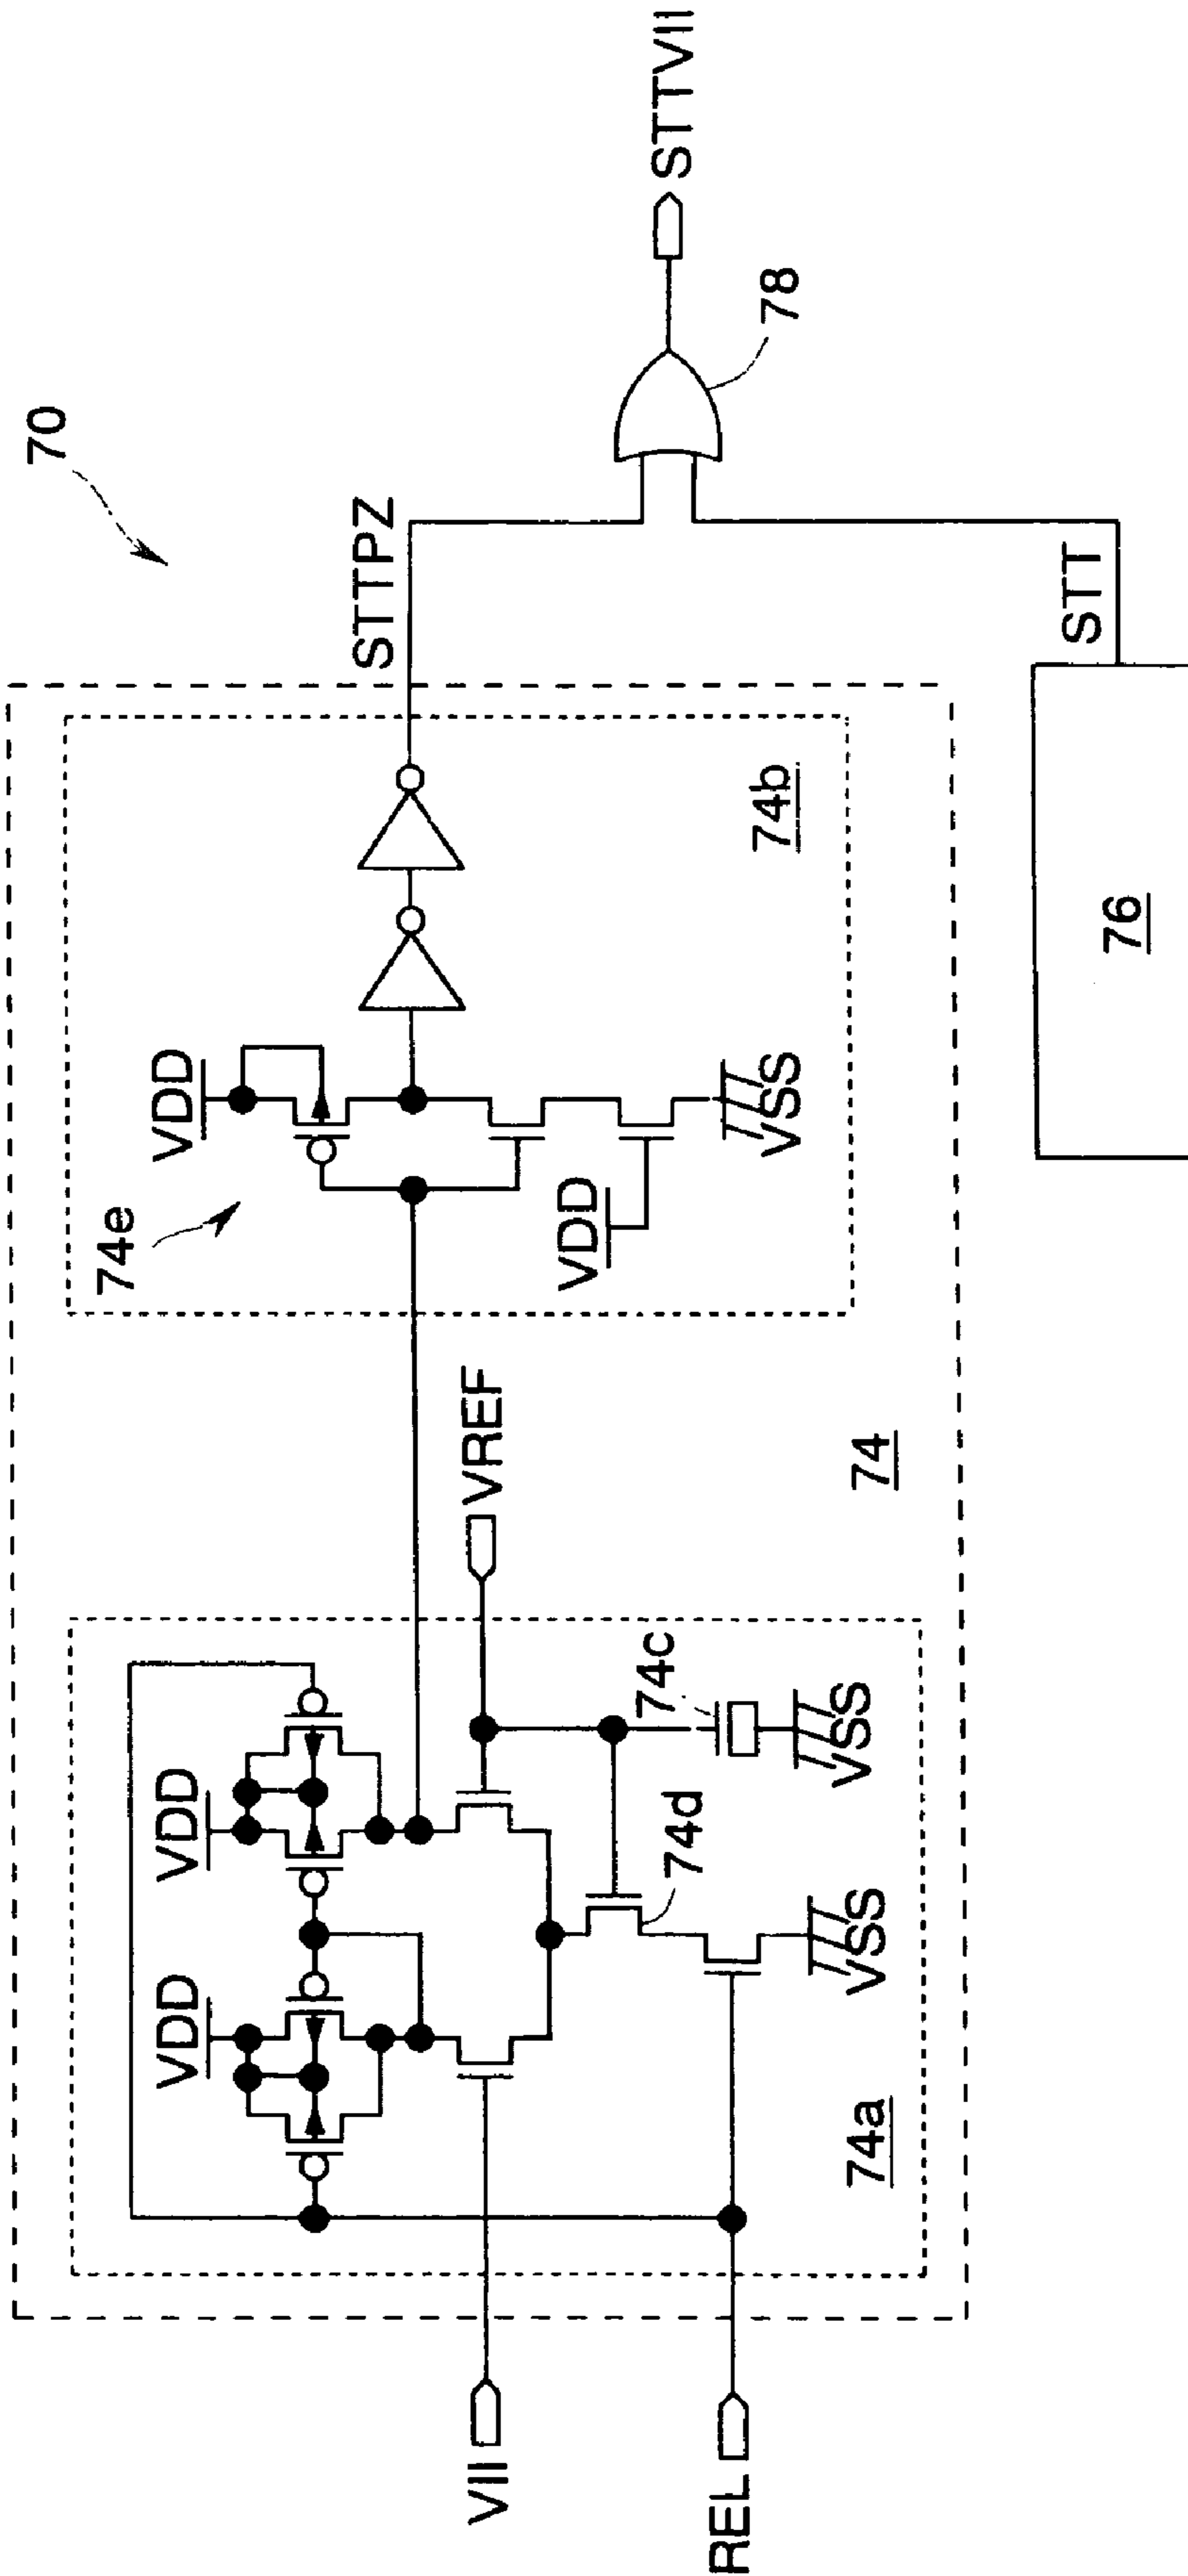 70
VDD
VDD
VDD
74e
STTPZ
STTVII
VII
VREF
VDD
78
74d
74c
VSS
VSS
VSS
REL
74a
74
74b
STT
76